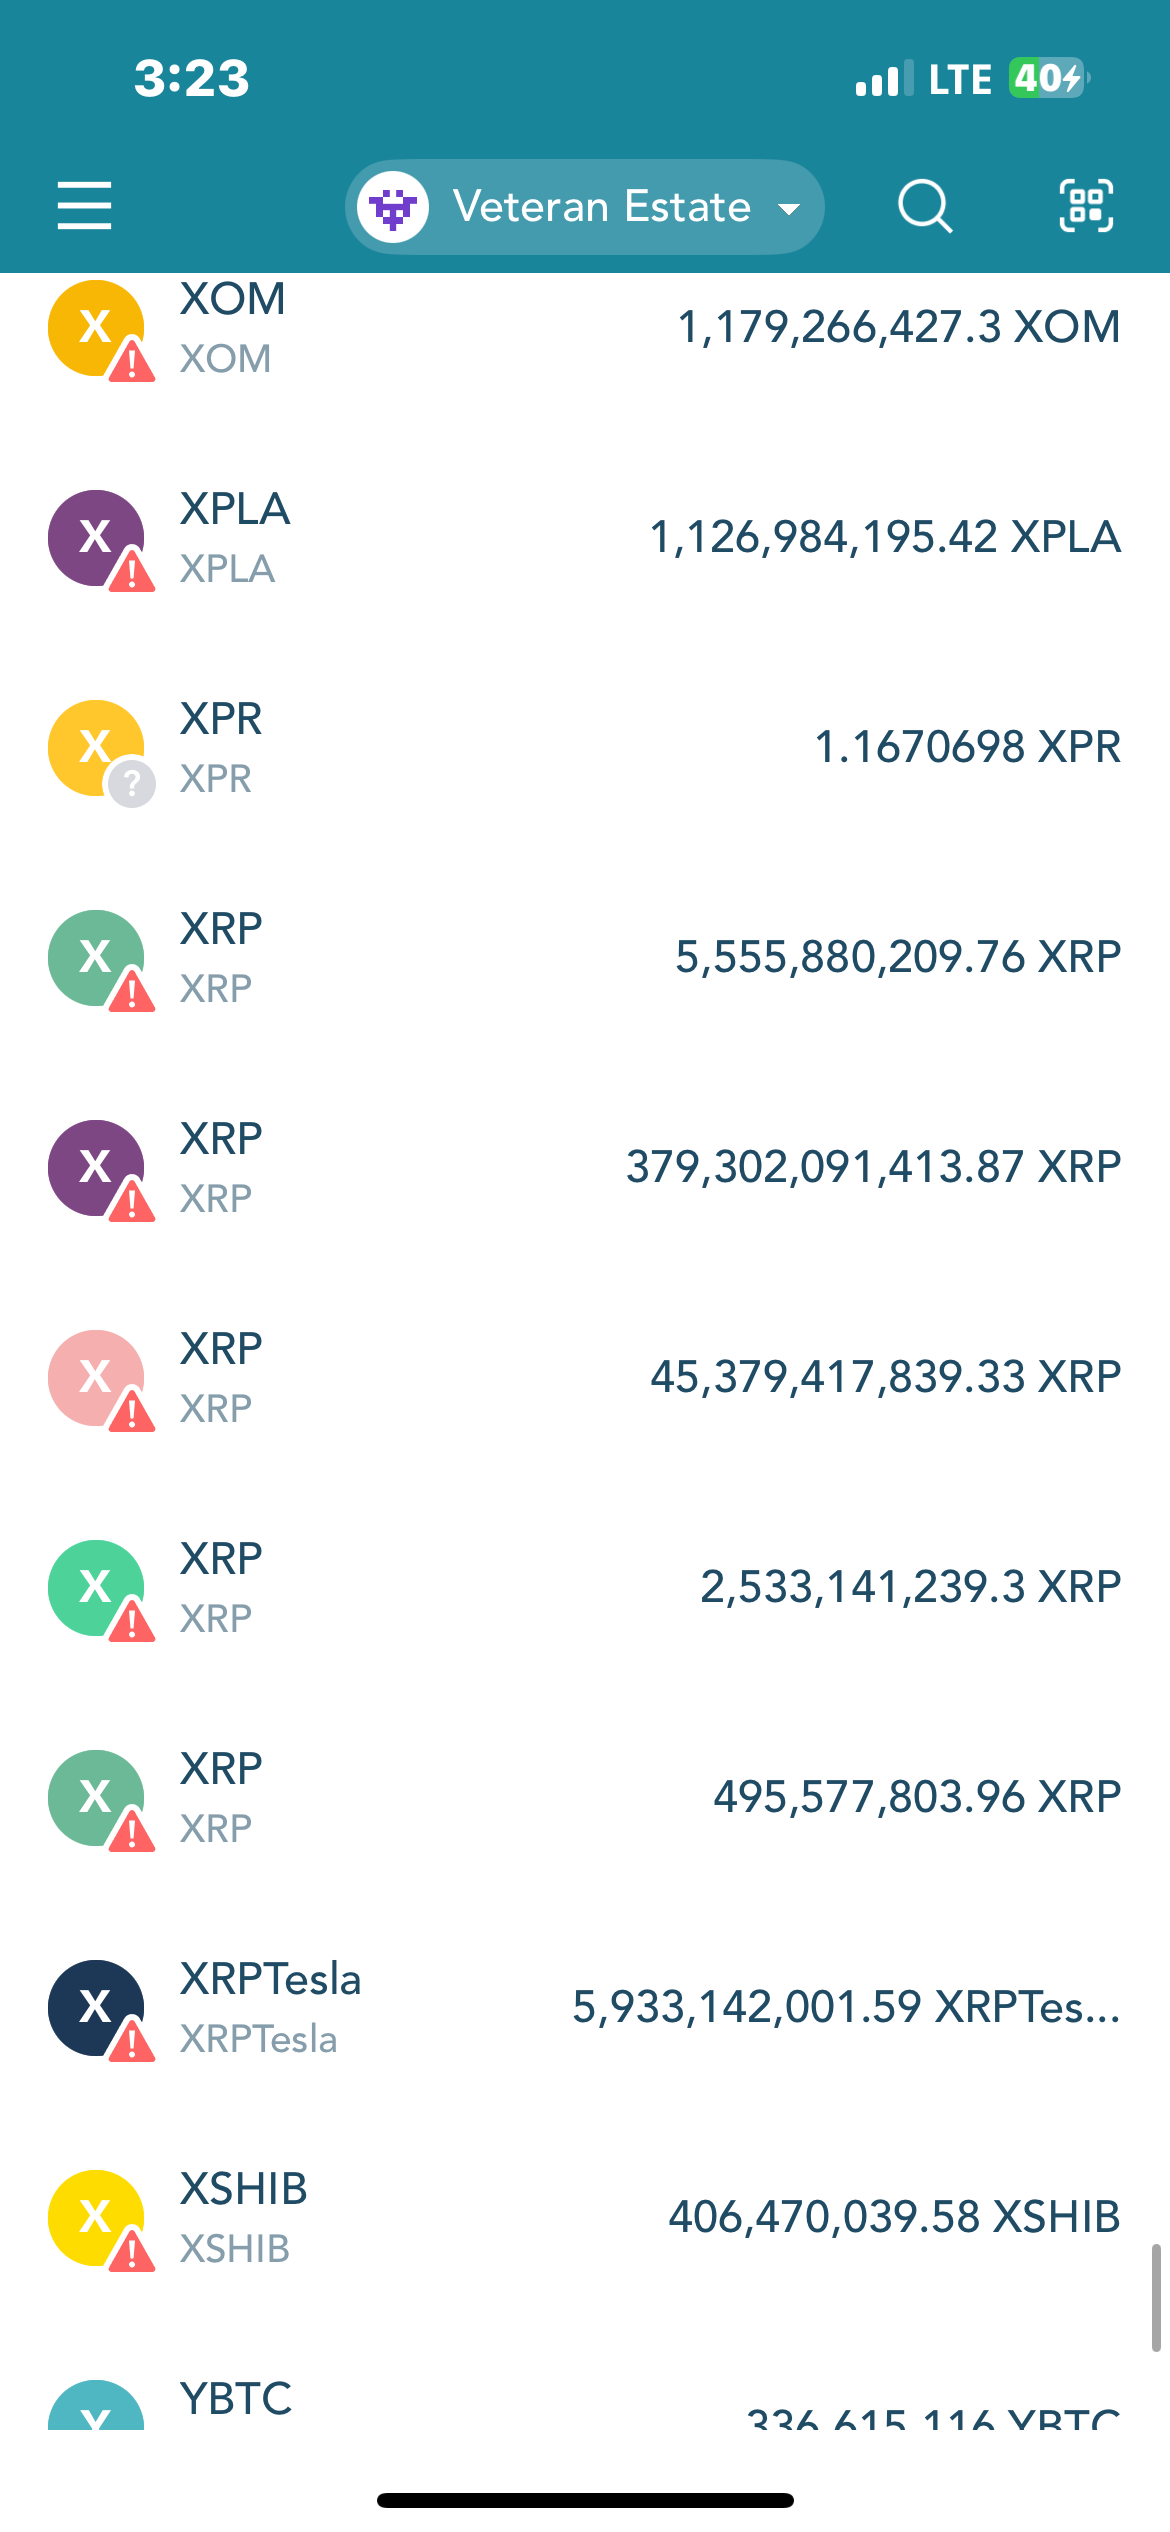 3:23
LTE
40
Veteran Estate
XOM
1,179,266,427.3 XOM
XOM
XPLA
1,126,984,195.42 XPLA
XPLA
XPR
1.1670698 XPR
XPR
XRP
5,555,880,209.76 XRP
XRP
XRP
379,302,091,413.87 XRP
XRP
XRP
45,379,417,839.33 XRP
XRP
XRP
2,533,141,239.3 XRP
XRP
XRP
495,577,803.96 XRP
XRP
XRPTesla
5,933,142,001.59 XRPTes...
XRPTesla
XSHIB
406,470,039.58 XSHIB
XSHIB
YBTC
336,615,116 YBTC